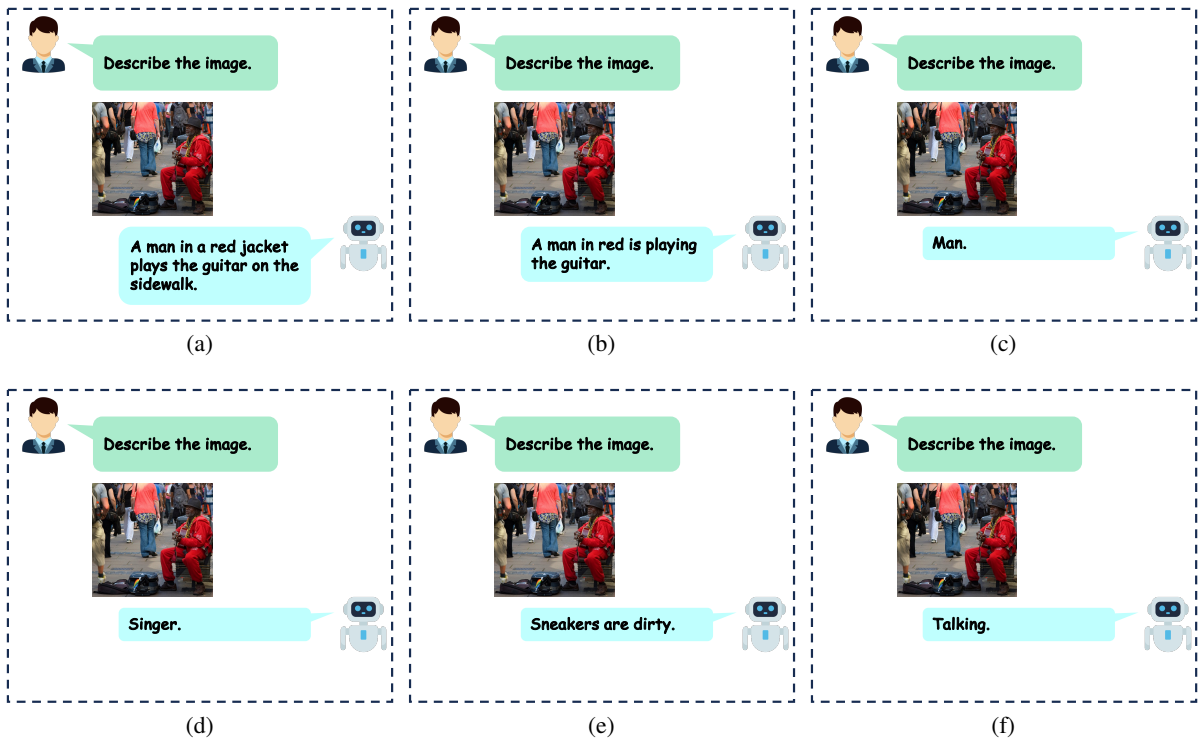 Describe the image.
A man in a red jacket
plays the guitar on the
sidewalk.
(a)
Describe the image.
A man in red is playing
the guitar.
(b)
Describe the image.
Man.
(c)
Describe the image.
Singer.
(d)
Describe the image.
Sneakers are dirty.
(e)
Describe the image.
Talking.
(f)